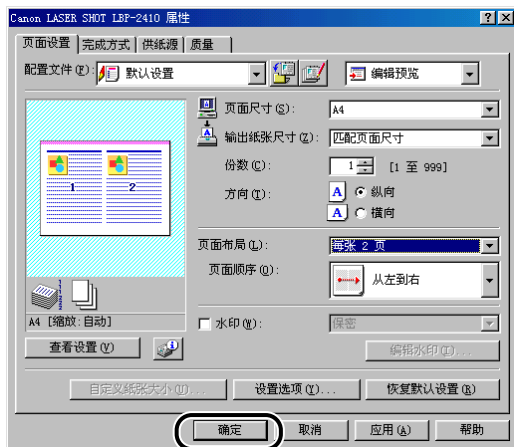 Canon LASER SHOT LBP-2410 属性
页面设置 完成方式 供纸源 质量
配置文件(F): 默认设置 编辑预览
页面尺寸(S): A4
输出纸张尺寸(Z): 匹配页面尺寸
份数(C): 1 [1 至 999]
方向(T): A 纵向
A 横向
1 2
页面布局(L): 每张 2 页
页面顺序(O): 从左到右
123
A4 [缩放:自动]
水印(W): 保密
查看设置(V) 编辑水印(I)...
自定义纸张大小(U)... 设置选项(Y)... 恢复默认设置(R)
确定 取消 应用(A) 帮助